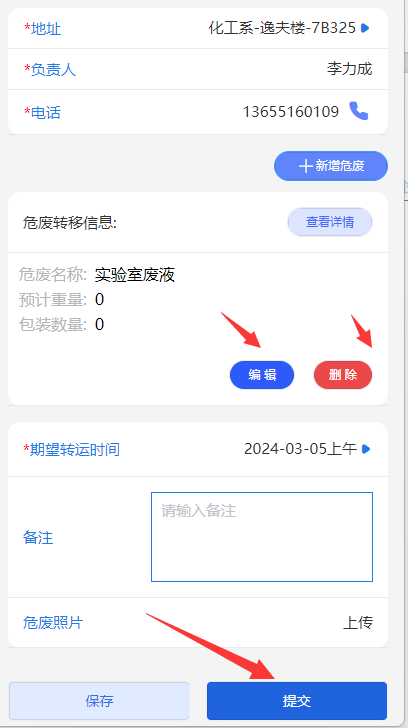 *地址 化工系-逸夫楼-7B325
*负责人 李力成
*电话 13655160109
新增危废
危废转移信息: 查看详情
危废名称: 实验室废液
预计重量: 0
包装数量: 0
编辑 删除
*期望转运时间 2024-03-05上午
备注 请输入备注
危废照片 上传
保存 提交